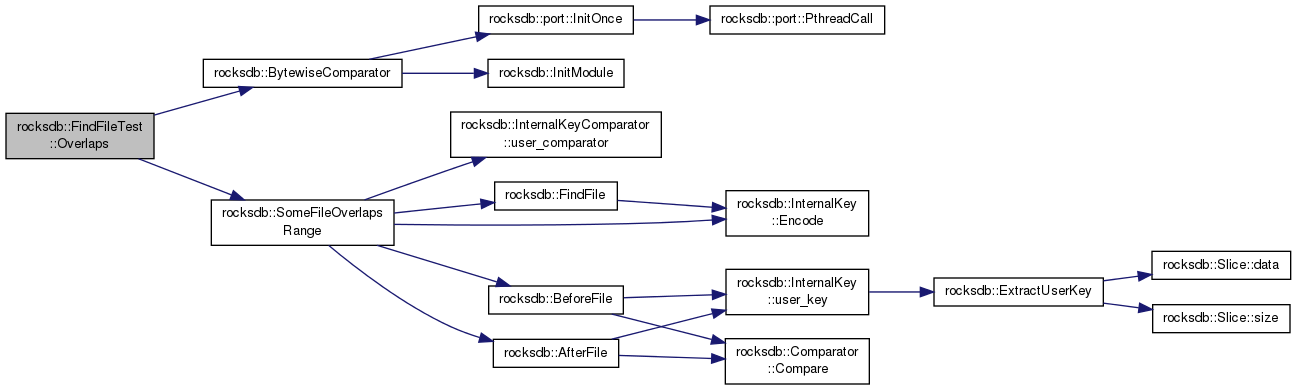 rocksdb::FindFileTest
::Overlaps
rocksdb::BytewiseComparator
rocksdb::port::InitOnce
rocksdb::port::PthreadCall
rocksdb::InitModule
rocksdb::SomeFileOverlaps
Range
rocksdb::InternalKeyComparator
::user_comparator
rocksdb::FindFile
rocksdb::InternalKey
::Encode
rocksdb::BeforeFile
rocksdb::AfterFile
rocksdb::InternalKey
::user_key
rocksdb::Comparator
::Compare
rocksdb::ExtractUserKey
rocksdb::Slice::data
rocksdb::Slice::size